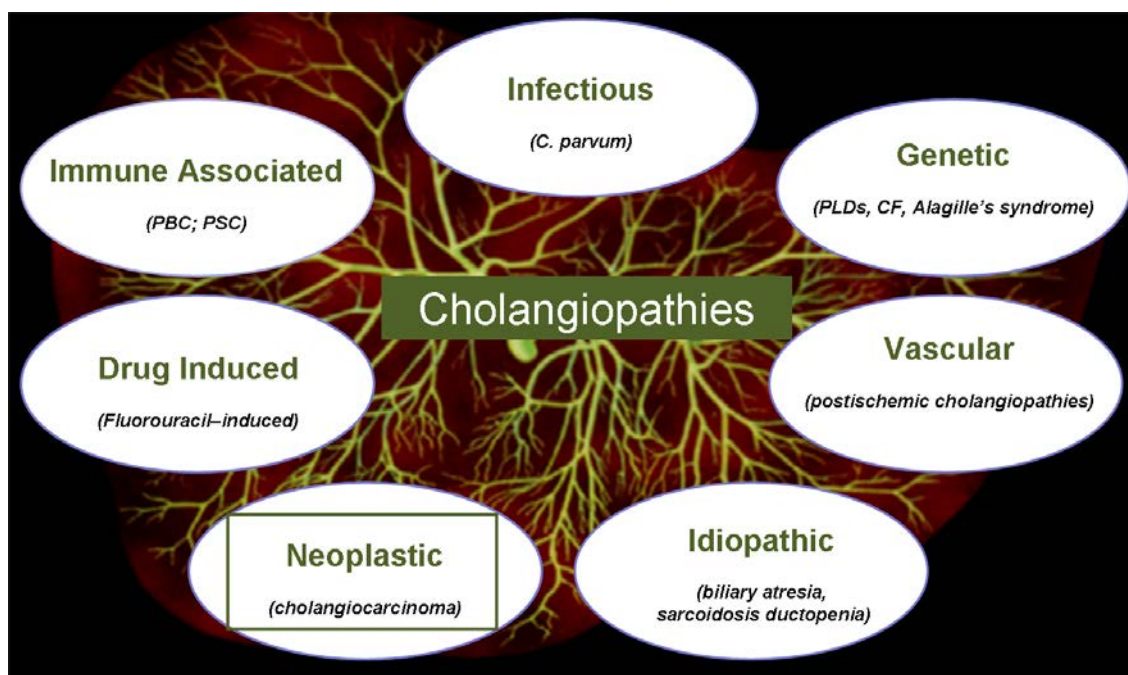 Infectious
(C. parvum)
Immune Associated
(PBC; PSC)
Genetic
(PLDs, CF, Alagille's syndrome)
Cholangiopathies
Drug Induced
(Fluorouracil–induced)
Vascular
(postischemic cholangiopathies)
Neoplastic
(cholangiocarcinoma)
Idiopathic
(biliary atresia,
sarcoidosis ductopenia)